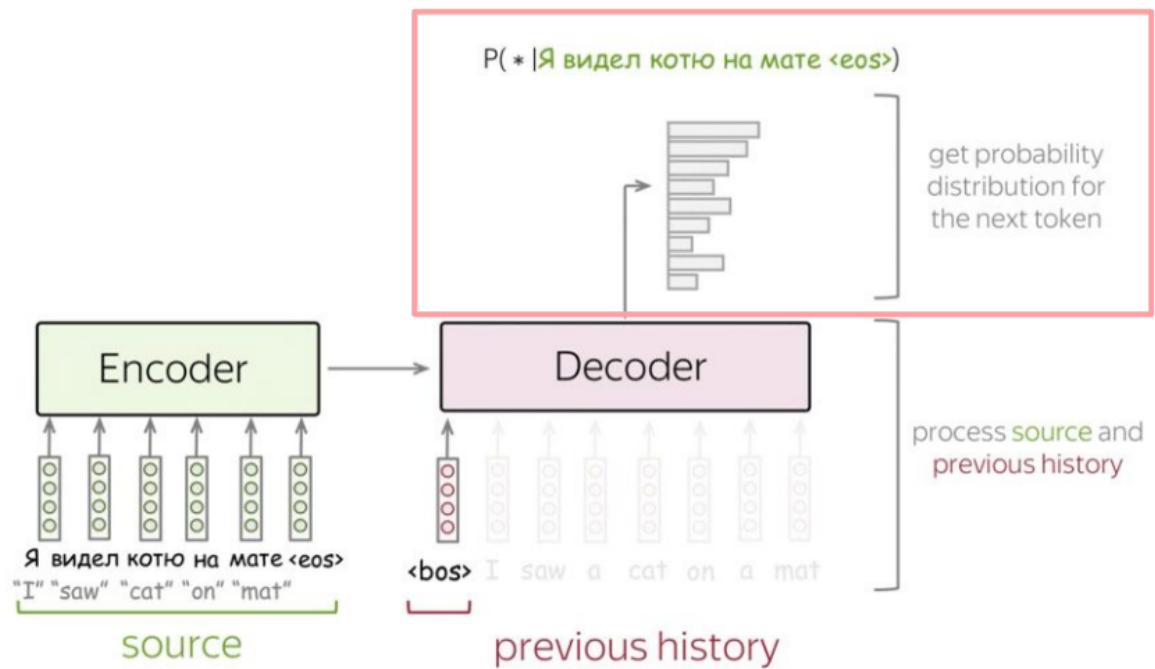 P( * |Я видел котю на мате <eos>)
get probability
distribution for
the next token
Encoder
Decoder
process source and
previous history
Я видел котю на мате <eos>
"I" "saw" "cat" "on" "mat"
<bos> I saw a cat on a mat
source
previous history